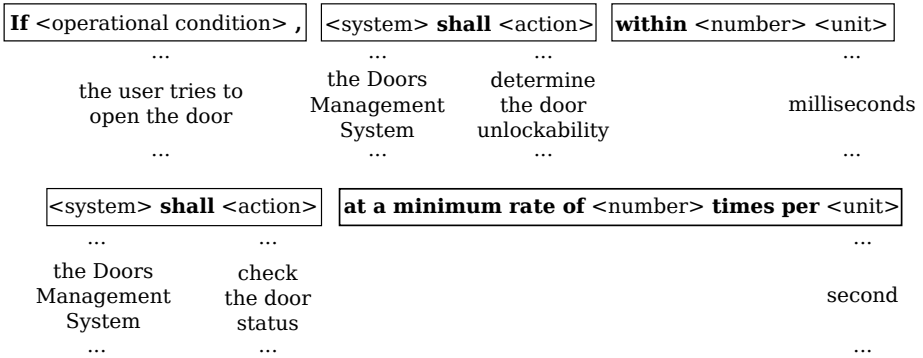 If <operational condition> , <system> shall <action> within <number> <unit>
... ... ... ...
the user tries to
open the door
the Doors
Management
System
determine
the door
unlockability
milliseconds
... ... ... ...
<system> shall <action> at a minimum rate of <number> times per <unit>
... ... ...
the Doors
Management
System
check
the door
status
second
... ... ...